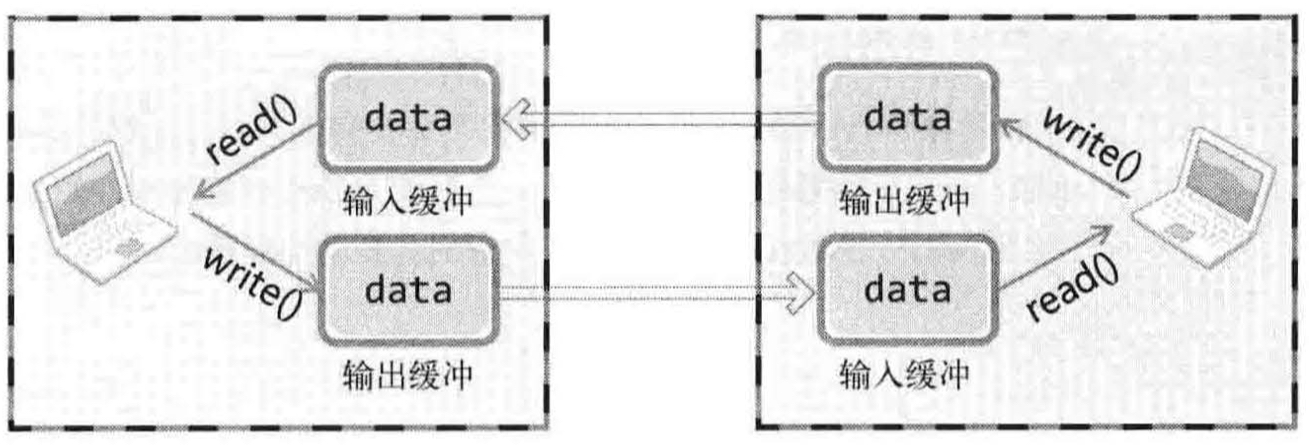 read()
data
输入缓冲
write()
data
输出缓冲
data
输出缓冲
write()
data
输入缓冲
read()